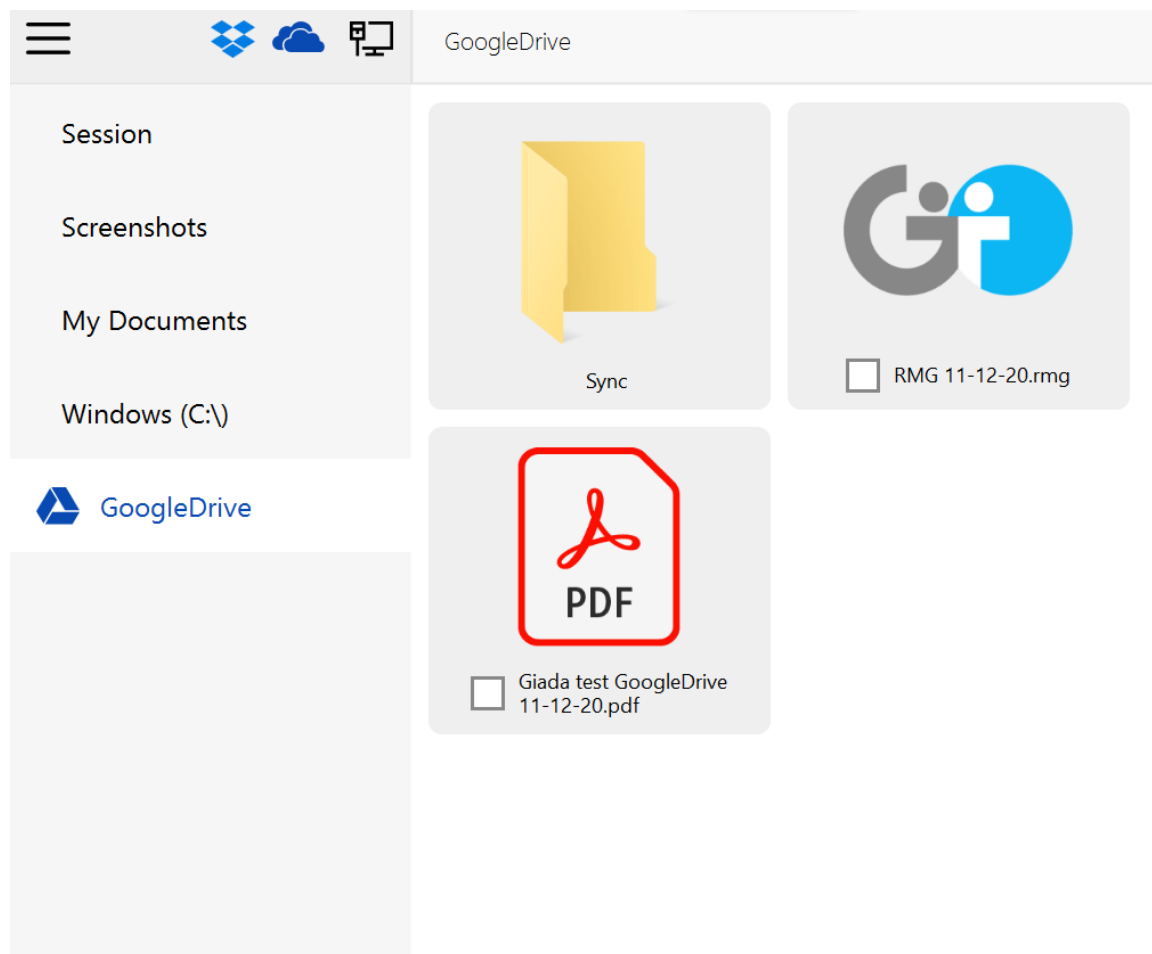 GoogleDrive
Session
Screenshots
My Documents
Windows (C:\)
GoogleDrive
Sync
RMG 11-12-20.rmg
PDF
Giada test GoogleDrive
11-12-20.pdf